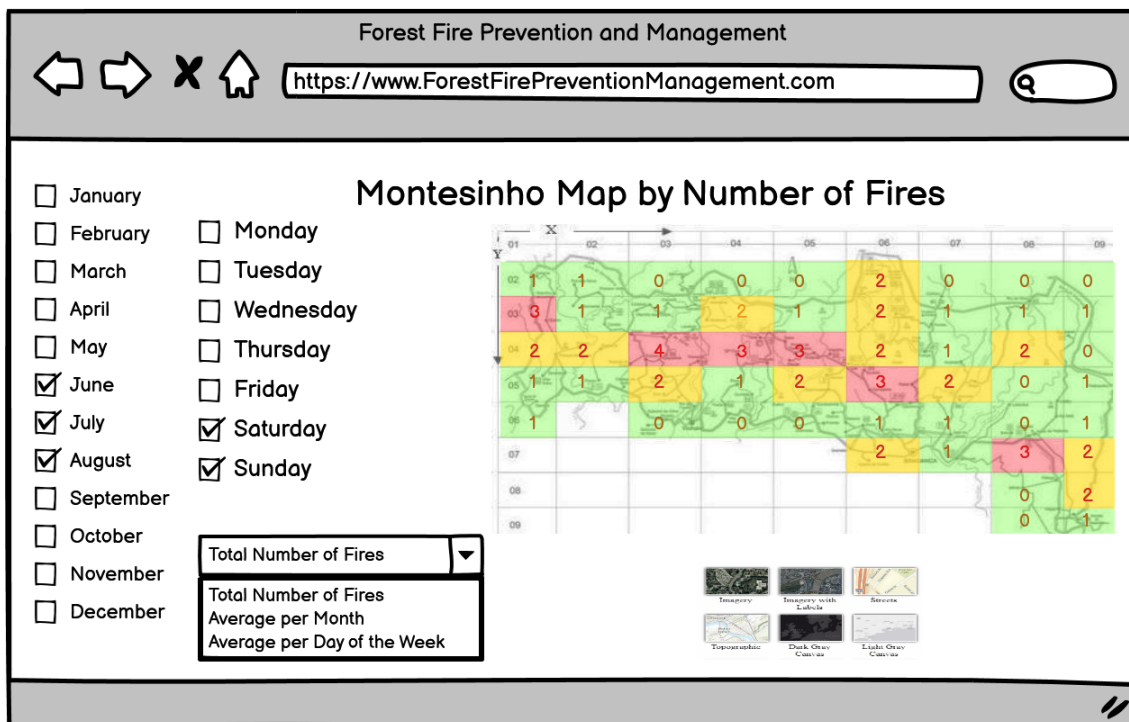 Forest Fire Prevention and Management
https://www.ForestFirePreventionManagement.com
January
February
March
April
May
June
July
August
September
October
November
December
Monday
Tuesday
Wednesday
Thursday
Friday
Saturday
Sunday
Total Number of Fires
Total Number of Fires
Average per Month
Average per Day of the Week
Montesinho Map by Number of Fires
X
Y
01 02 03 04 05 06 07 08 09
02 1 1 0 0 0 2 0 0 0
03 3 1 1 2 1 2 1 1 1
04 2 2 4 3 3 2 1 2 0
05 1 1 2 1 2 3 2 0 1
06 1 0 0 0 1 1 0 1
07 2 1 3 2
08 0 2
09 0 1
Imagery
Imagery with
Labels
Streets
Topographic
Dark Gray
Canvas
Light Gray
Canvas